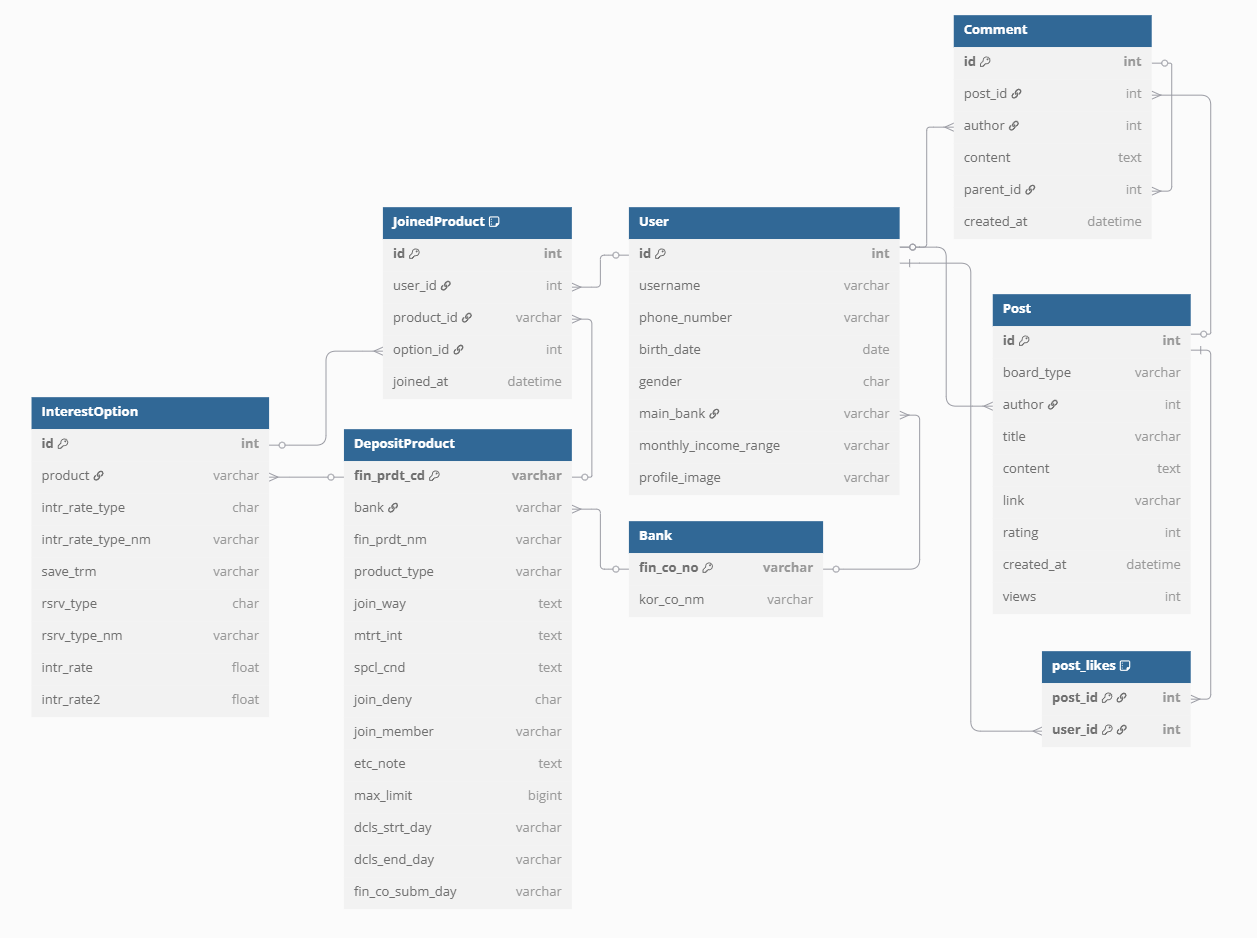 Comment
id int
post_id int
author int
content text
parent_id int
created_at datetime
JoinedProduct
id int
user_id int
product_id varchar
option_id int
joined_at datetime
User
id int
username varchar
phone_number varchar
birth_date date
gender char
main_bank varchar
monthly_income_range varchar
profile_image varchar
Post
id int
board_type varchar
author int
title varchar
content text
link varchar
rating int
created_at datetime
views int
InterestOption
id int
product varchar
intr_rate_type char
intr_rate_type_nm varchar
save_trm varchar
rsrv_type char
rsrv_type_nm varchar
intr_rate float
intr_rate2 float
DepositProduct
fin_prdt_cd varchar
bank varchar
fin_prdt_nm varchar
product_type varchar
join_way text
mtrt_int text
spcl_cnd text
join_deny char
join_member varchar
etc_note text
max_limit bigint
dcls_strt_day varchar
dcls_end_day varchar
fin_co_subm_day varchar
Bank
fin_co_no varchar
kor_co_nm varchar
post_likes
post_id int
user_id int